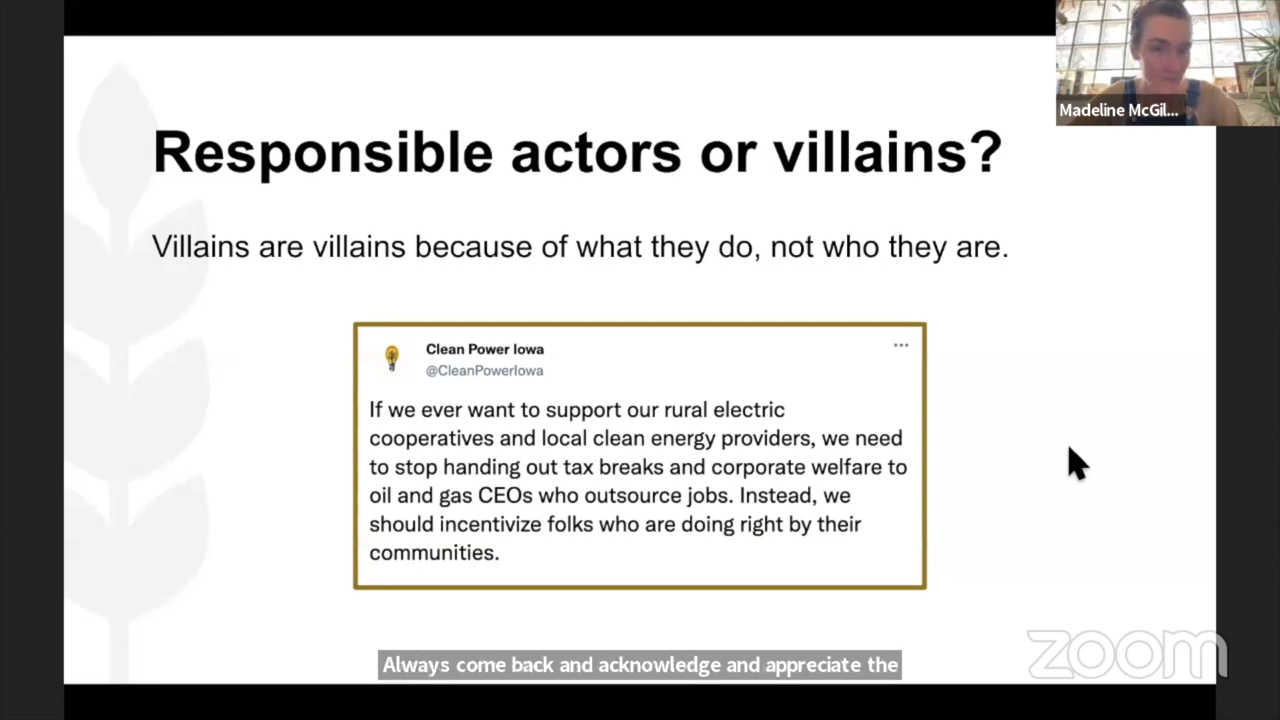 Madeline McGil...
Responsible actors or villains?
Villains are villains because of what they do, not who they are.
Clean Power Iowa
@CleanPowerIowa
If we ever want to support our rural electric
cooperatives and local clean energy providers, we need
to stop handing out tax breaks and corporate welfare to
oil and gas CEOs who outsource jobs. Instead, we
should incentivize folks who are doing right by their
communities.
Always come back and acknowledge and appreciate the
zoom